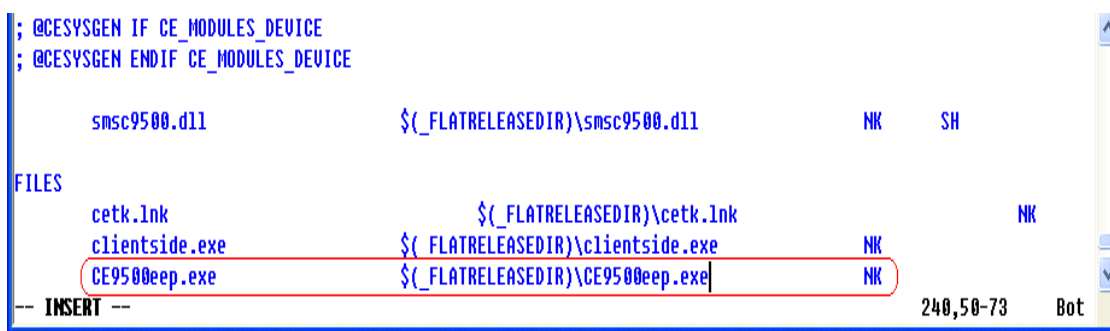 ; @CESYSGEN IF CE_MODULES_DEVICE
; @CESYSGEN ENDIF CE_MODULES_DEVICE
smsc9500.dll $(_FLATRELEASEDIR)\smsc9500.dll NK SH
FILES
cetk.lnk $(_FLATRELEASEDIR)\cetk.lnk NK
clientside.exe $(_FLATRELEASEDIR)\clientside.exe NK
CE9500eep.exe $(_FLATRELEASEDIR)\CE9500eep.exe NK
-- INSERT -- 240,50-73 Bot